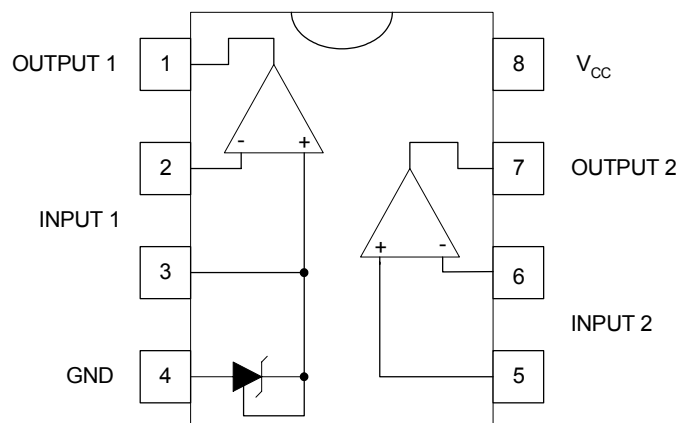 OUTPUT 1 1 8 VCC
- +
2 7 OUTPUT 2
INPUT 1
+ -
3 6
INPUT 2
GND 4 5